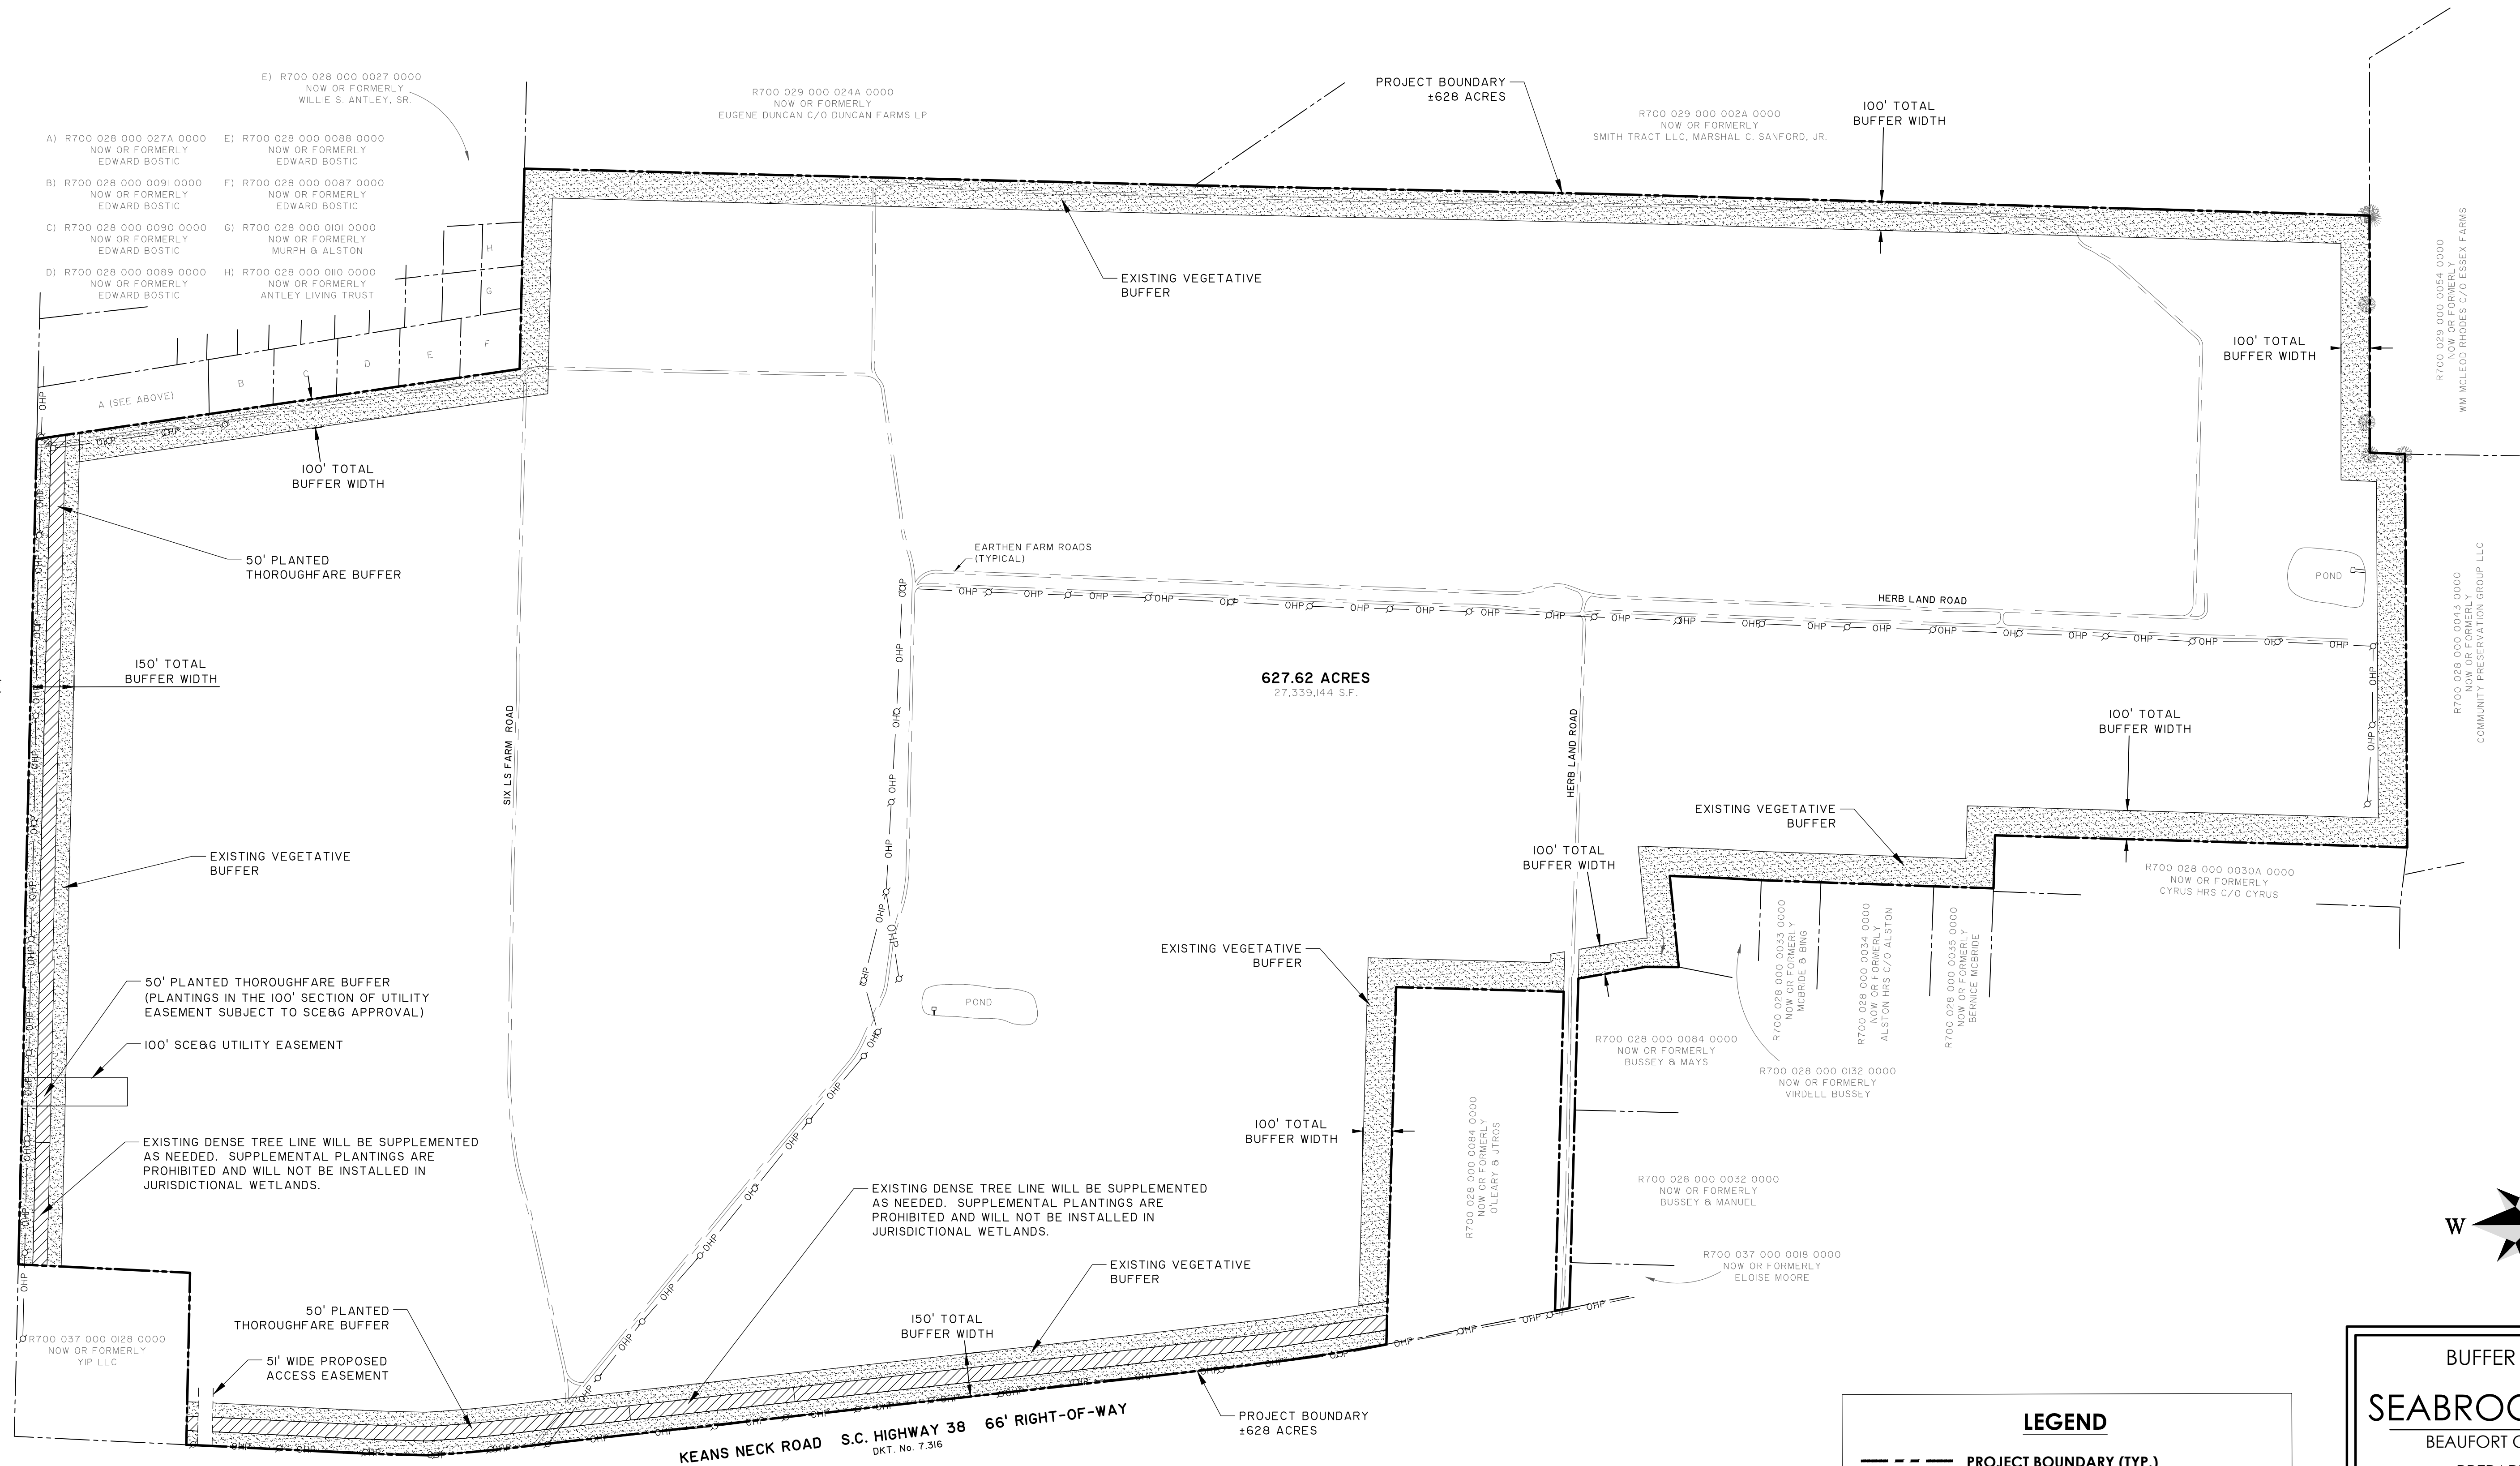 E) R700 028 000 0027 0000
NOW OR FORMERLY
WILLIE S. ANTLEY, SR.
A) R700 028 000 027A 0000
NOW OR FORMERLY
EDWARD BOSTIC
E) R700 028 000 0088 0000
NOW OR FORMERLY
EDWARD BOSTIC
B) R700 028 000 0091 0000
NOW OR FORMERLY
EDWARD BOSTIC
F) R700 028 000 0087 0000
NOW OR FORMERLY
EDWARD BOSTIC
C) R700 028 000 0090 0000
NOW OR FORMERLY
EDWARD BOSTIC
G) R700 028 000 0101 0000
NOW OR FORMERLY
MURPH & ALSTON
D) R700 028 000 0089 0000
NOW OR FORMERLY
EDWARD BOSTIC
H) R700 028 000 0110 0000
NOW OR FORMERLY
ANTLEY LIVING TRUST
R700 029 000 024A 0000
NOW OR FORMERLY
EUGENE DUNCAN C/O DUNCAN FARMS LP
PROJECT BOUNDARY
±628 ACRES
R700 029 000 002A 0000
NOW OR FORMERLY
SMITH TRACT LLC, MARSHAL C. SANFORD, JR.
100' TOTAL
BUFFER WIDTH
EXISTING VEGETATIVE
BUFFER
R700 029 000 0054 0000
NOW OR FORMERLY
WM MCLEOD RHODES C/O ESSEX FARMS
100' TOTAL
BUFFER WIDTH
H
G
F
E
D
C
B
A (SEE ABOVE)
100' TOTAL
BUFFER WIDTH
50' PLANTED
THOROUGHFARE BUFFER
EARTHEN FARM ROADS
(TYPICAL)
HERB LAND ROAD
POND
R700 028 000 0043 0000
NOW OR FORMERLY
COMMUNITY PRESERVATION GROUP LLC
150' TOTAL
BUFFER WIDTH
627.62 ACRES
27,339,144 S.F.
SIX LS FARM ROAD
HERB LAND ROAD
100' TOTAL
BUFFER WIDTH
EXISTING VEGETATIVE
BUFFER
EXISTING VEGETATIVE
BUFFER
100' TOTAL
BUFFER WIDTH
R700 028 000 0030A 0000
NOW OR FORMERLY
CYRUS HRS C/O CYRUS
R700 028 000 0033 0000
NOW OR FORMERLY
MCBRIDE & BING
R700 028 000 0034 0000
NOW OR FORMERLY
ALSTON HRS C/O ALSTON
R700 028 000 0035 0000
NOW OR FORMERLY
BERNICE MCBRIDE
EXISTING VEGETATIVE
BUFFER
50' PLANTED THOROUGHFARE BUFFER
(PLANTINGS IN THE 100' SECTION OF UTILITY
EASEMENT SUBJECT TO SCE&G APPROVAL)
100' SCE&G UTILITY EASEMENT
POND
R700 028 000 0084 0000
NOW OR FORMERLY
BUSSEY & MAYS
R700 028 000 0132 0000
NOW OR FORMERLY
VIRDELL BUSSEY
100' TOTAL
BUFFER WIDTH
R700 028 000 0084 0000
NOW OR FORMERLY
O'LEARY & JTROS
EXISTING DENSE TREE LINE WILL BE SUPPLEMENTED
AS NEEDED. SUPPLEMENTAL PLANTINGS ARE
PROHIBITED AND WILL NOT BE INSTALLED IN
JURISDICTIONAL WETLANDS.
EXISTING DENSE TREE LINE WILL BE SUPPLEMENTED
AS NEEDED. SUPPLEMENTAL PLANTINGS ARE
PROHIBITED AND WILL NOT BE INSTALLED IN
JURISDICTIONAL WETLANDS.
R700 028 000 0032 0000
NOW OR FORMERLY
BUSSEY & MANUEL
W
EXISTING VEGETATIVE
BUFFER
R700 037 000 0018 0000
NOW OR FORMERLY
ELOISE MOORE
50' PLANTED
THOROUGHFARE BUFFER
150' TOTAL
BUFFER WIDTH
R700 037 000 0128 0000
NOW OR FORMERLY
YIP LLC
51' WIDE PROPOSED
ACCESS EASEMENT
KEANS NECK ROAD S.C. HIGHWAY 38 66' RIGHT-OF-WAY
DKT. No. 7.316
PROJECT BOUNDARY
±628 ACRES
LEGEND
PROJECT BOUNDARY (TYP.)
BUFFER
SEABROO
BEAUFORT C